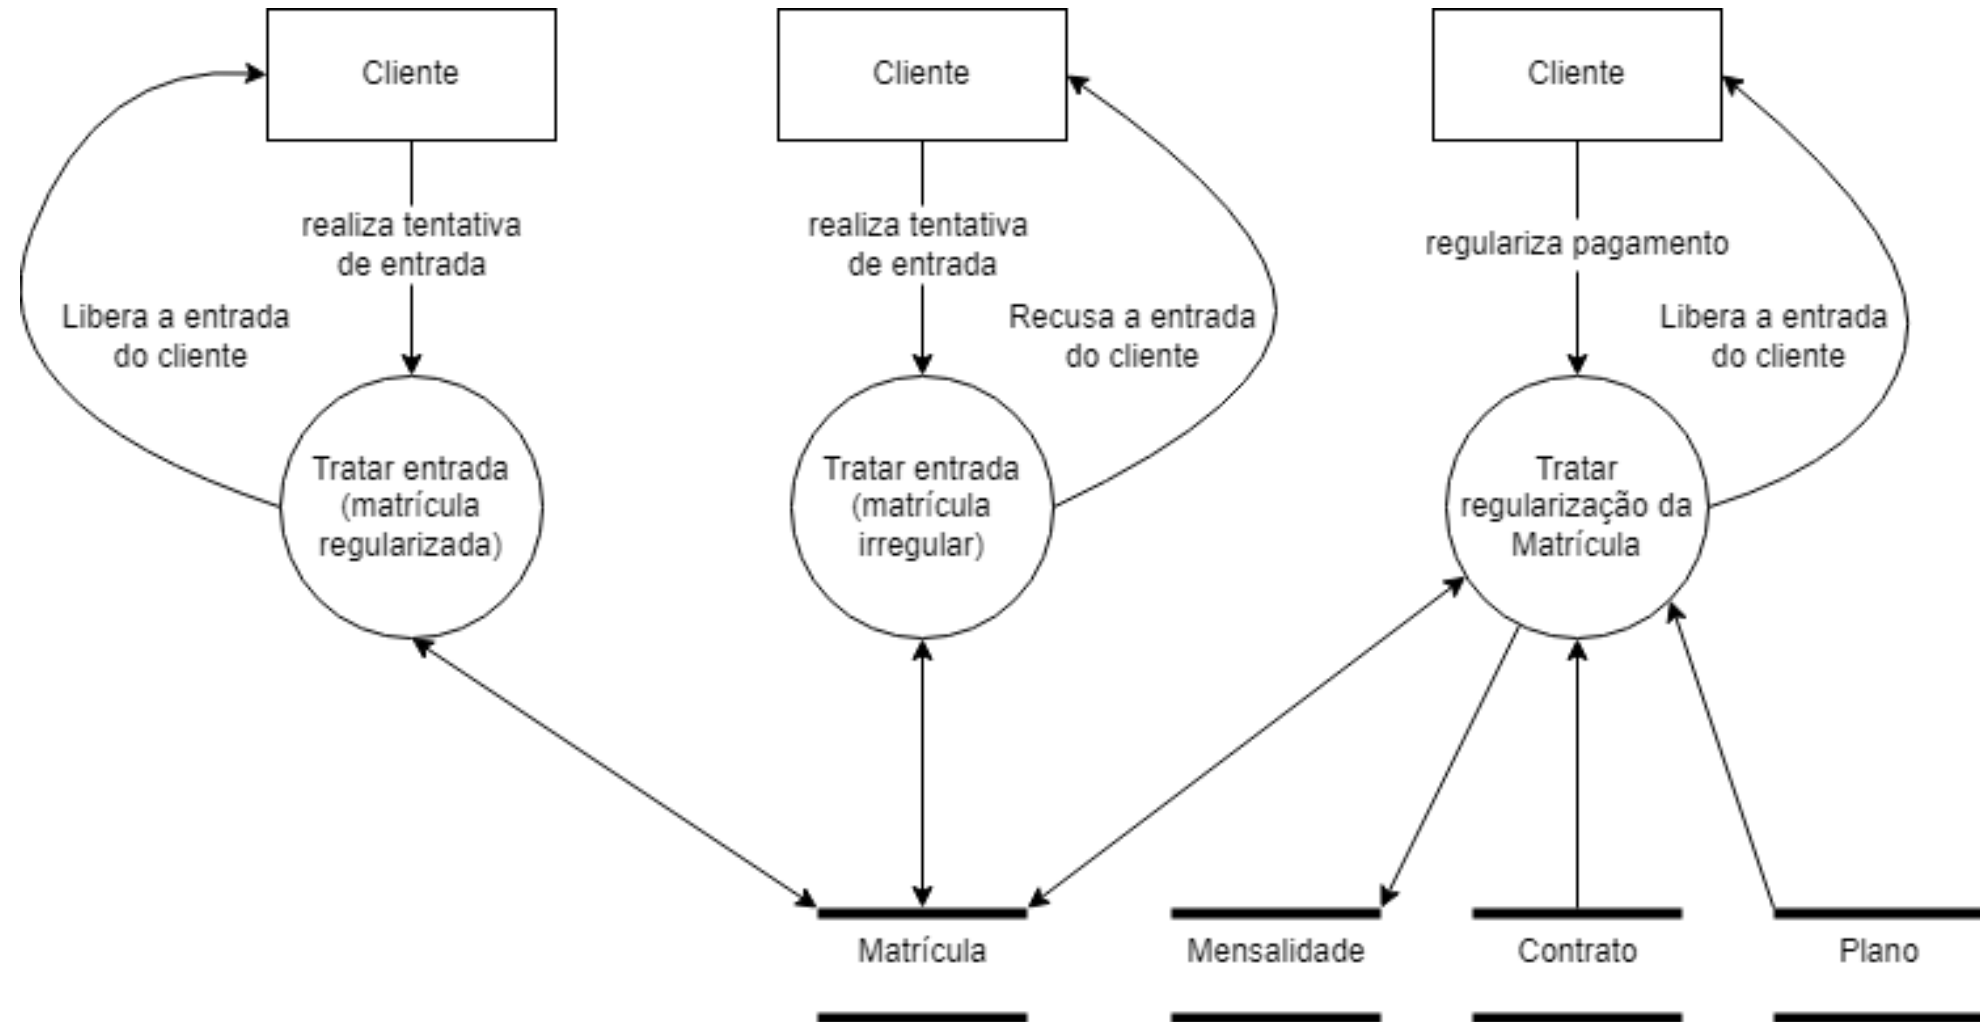 Cliente
Cliente
Cliente
realiza tentativa
de entrada
realiza tentativa
de entrada
regulariza pagamento
Libera a entrada
do cliente
Recusa a entrada
do cliente
Libera a entrada
do cliente
Tratar entrada
(matrícula
regularizada)
Tratar entrada
(matrícula
irregular)
Tratar
regularização da
Matrícula
Matrícula
Mensalidade
Contrato
Plano